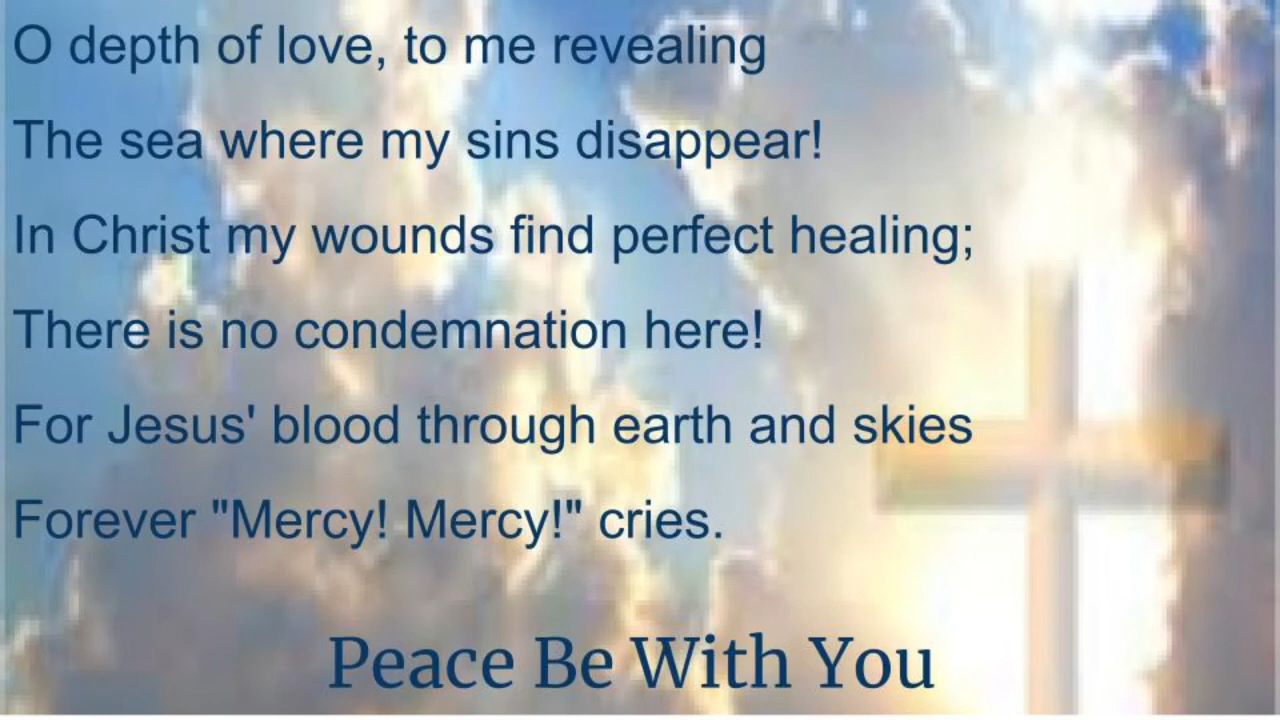 O depth of love, to me revealing
The sea where my sins disappear!
In Christ my wounds find perfect healing;
There is no condemnation here!
For Jesus' blood through earth and skies
Forever "Mercy! Mercy!" cries.
Peace Be With You